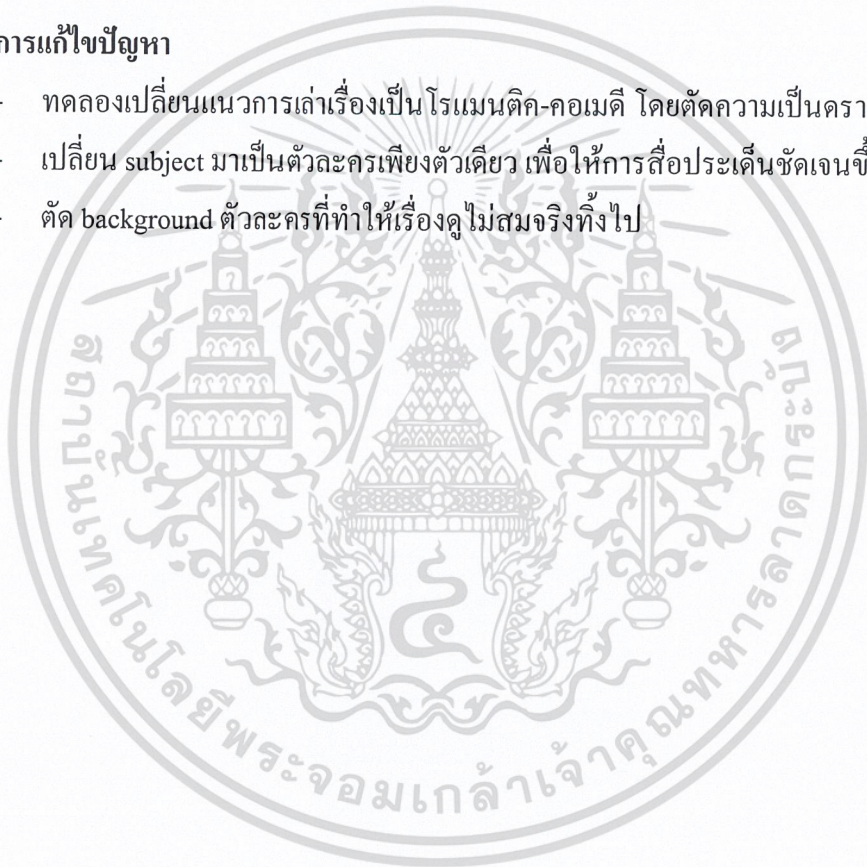 การแก้ไขปัญหา
- ทดลองเปลี่ยนแนวการเล่าเรื่องเป็นโรแมนติค-คอเมดี โดยตัดความเป็นดรา
- เปลี่ยน subject มาเป็นตัวละครเพียงตัวเดียว เพื่อให้การสื่อประเด็นชัดเจนขึ้
- ตัด background ตัวละครที่ทำให้เรื่องดูไม่สมจริงทิ้งไป
สถาบันเทคโนโลยีพระจอมเกล้าเจ้าคุณทหารลาดกระบัง
๔